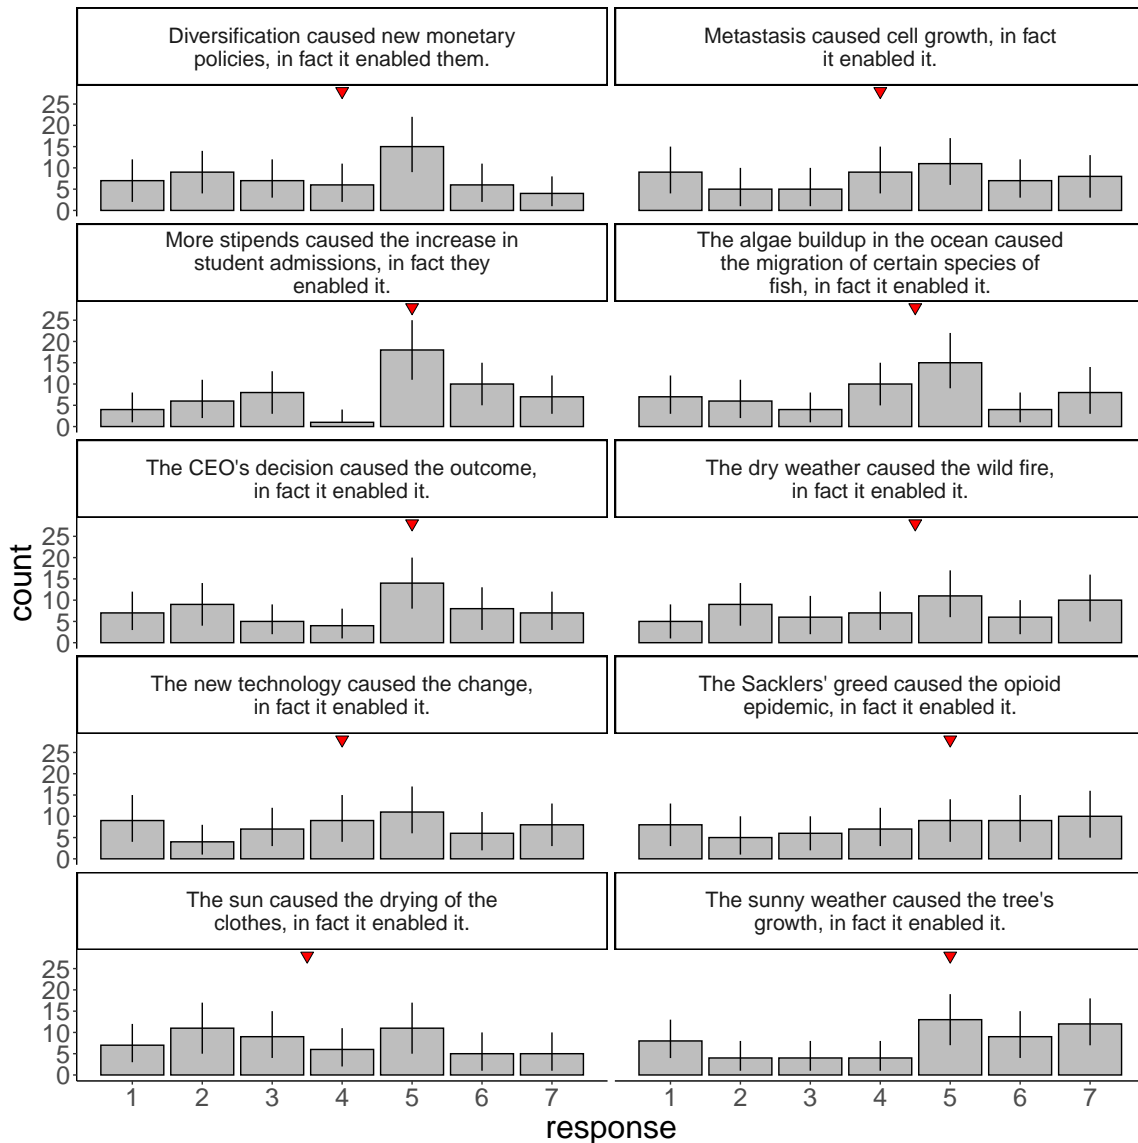 Diversification caused new monetary
policies, in fact it enabled them.
Metastasis caused cell growth, in fact
it enabled it.
25
20
15
10
5
0
More stipends caused the increase in
student admissions, in fact they
enabled it.
The algae buildup in the ocean caused
the migration of certain species of
fish, in fact it enabled it.
25
20
15
10
5
0
The CEO's decision caused the outcome,
in fact it enabled it.
The dry weather caused the wild fire,
in fact it enabled it.
count
25
20
15
10
5
0
The new technology caused the change,
in fact it enabled it.
The Sacklers' greed caused the opioid
epidemic, in fact it enabled it.
25
20
15
10
5
0
The sun caused the drying of the
clothes, in fact it enabled it.
The sunny weather caused the tree's
growth, in fact it enabled it.
25
20
15
10
5
0
1 2 3 4 5 6 7
1 2 3 4 5 6 7
response